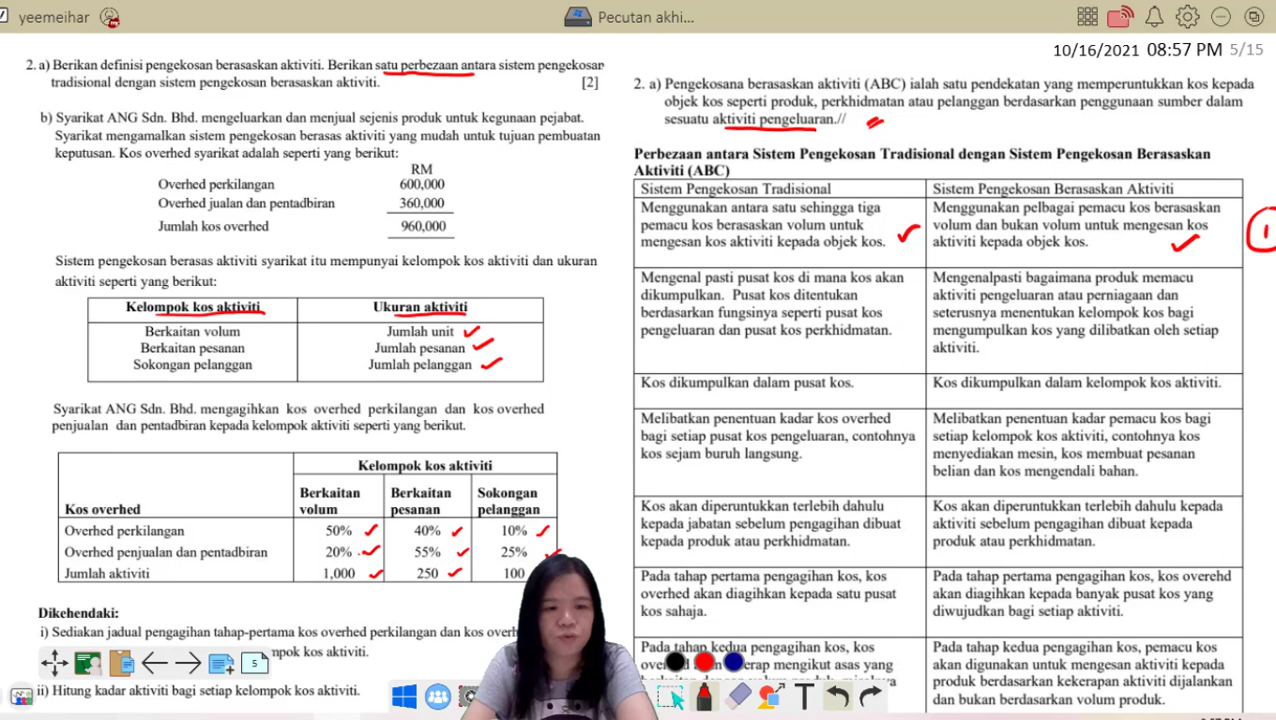 yeemeihar
Pecutan akhi...
10/16/2021 08:57 PM 5/15
2. a) Berikan definisi pengekosan berasaskan aktiviti. Berikan satu perbezaan antara sistem pengekosan
tradisional dengan sistem pengekosan berasaskan aktiviti. [2]
b) Syarikat ANG Sdn. Bhd. mengeluarkan dan menjual sejenis produk untuk kegunaan pejabat.
Syarikat mengamalkan sistem pengekosan berasas aktiviti yang mudah untuk tujuan pembuatan
keputusan. Kos overhed syarikat adalah seperti yang berikut:
RM
Overhed perkilangan 600,000
Overhed jualan dan pentadbiran 360,000
Jumlah kos overhed 960,000
Sistem pengekosan berasas aktiviti syarikat itu mempunyai kelompok kos aktiviti dan ukuran
aktiviti seperti yang berikut:
Kelompok kos aktiviti Ukuran aktiviti
Berkaitan volum Jumlah unit
Berkaitan pesanan Jumlah pesanan
Sokongan pelanggan Jumlah pelanggan
Syarikat ANG Sdn. Bhd. mengagihkan kos overhed perkilangan dan kos overhed
penjualan dan pentadbiran kepada kelompok aktiviti seperti yang berikut.
Kelompok kos aktiviti
Kos overhed Berkaitan volum Berkaitan pesanan Sokongan pelanggan
Overhed perkilangan 50% 40% 10%
Overhed penjualan dan pentadbiran 20% 55% 25%
Jumlah aktiviti 1,000 250 100
Dikehendaki:
i) Sediakan jadual pengagihan tahap-pertama kos overhed perkilangan dan kos
kos aktiviti.
ii) Hitung kadar aktiviti bagi setiap kelompok kos aktiviti.
5
2. a) Pengekosana berasaskan aktiviti (ABC) ialah satu pendekatan yang memperuntukkan kos kepada
objek kos seperti produk, perkhidmatan atau pelanggan berdasarkan penggunaan sumber dalam
sesuatu aktiviti pengeluaran.//
Perbezaan antara Sistem Pengekosan Tradisional dengan Sistem Pengekosan Berasaskan
Aktiviti (ABC)
Sistem Pengekosan Tradisional
Menggunakan antara satu sehingga tiga
pemacu kos berasaskan volum untuk
mengesan kos aktiviti kepada objek kos.
Sistem Pengekosan Berasaskan Aktiviti
Menggunakan pelbagai pemacu kos berasaskan
volum dan bukan volum untuk mengesan kos
aktiviti kepada objek kos.
1
Mengenal pasti pusat kos di mana kos akan
dikumpulkan. Pusat kos ditentukan
berdasarkan fungsinya seperti pusat kos
pengeluaran dan pusat kos perkhidmatan.
Mengenalpasti bagaimana produk memacu
aktiviti pengeluaran atau perniagaan dan
seterusnya menentukan kelompok kos bagi
mengumpulkan kos yang dilibatkan oleh setiap
aktiviti.
Kos dikumpulkan dalam pusat kos.
Kos dikumpulkan dalam kelompok kos aktiviti.
Melibatkan penentuan kadar kos overhed
bagi setiap pusat kos pengeluaran, contohnya
kos sejam buruh langsung.
Melibatkan penentuan kadar pemacu kos bagi
setiap kelompok kos aktiviti, contohnya kos
menyediakan mesin, kos membuat pesanan
belian dan kos mengendali bahan.
Kos akan diperuntukkan terlebih dahulu
kepada jabatan sebelum pengagihan dibuat
kepada produk atau perkhidmatan.
Kos akan diperuntukkan terlebih dahulu kepada
aktiviti sebelum pengagihan dibuat kepada
produk atau perkhidmatan.
Pada tahap pertama pengagihan kos, kos
overhed akan diagihkan kepada satu pusat
kos sahaja.
Pada tahap pertama pengagihan kos, kos overehd
akan diagihkan kepada banyak pusat kos yang
diwujudkan bagi setiap aktiviti.
Pada tahap kedua pengagihan kos, kos
mengikut asas yang
Pada tahap kedua pengagihan kos, pemacu kos
akan digunakan untuk mengesan aktiviti kepada
produk berdasarkan kekerapan aktiviti dijalankan
dan bukan berdasarkan volum produk.
T